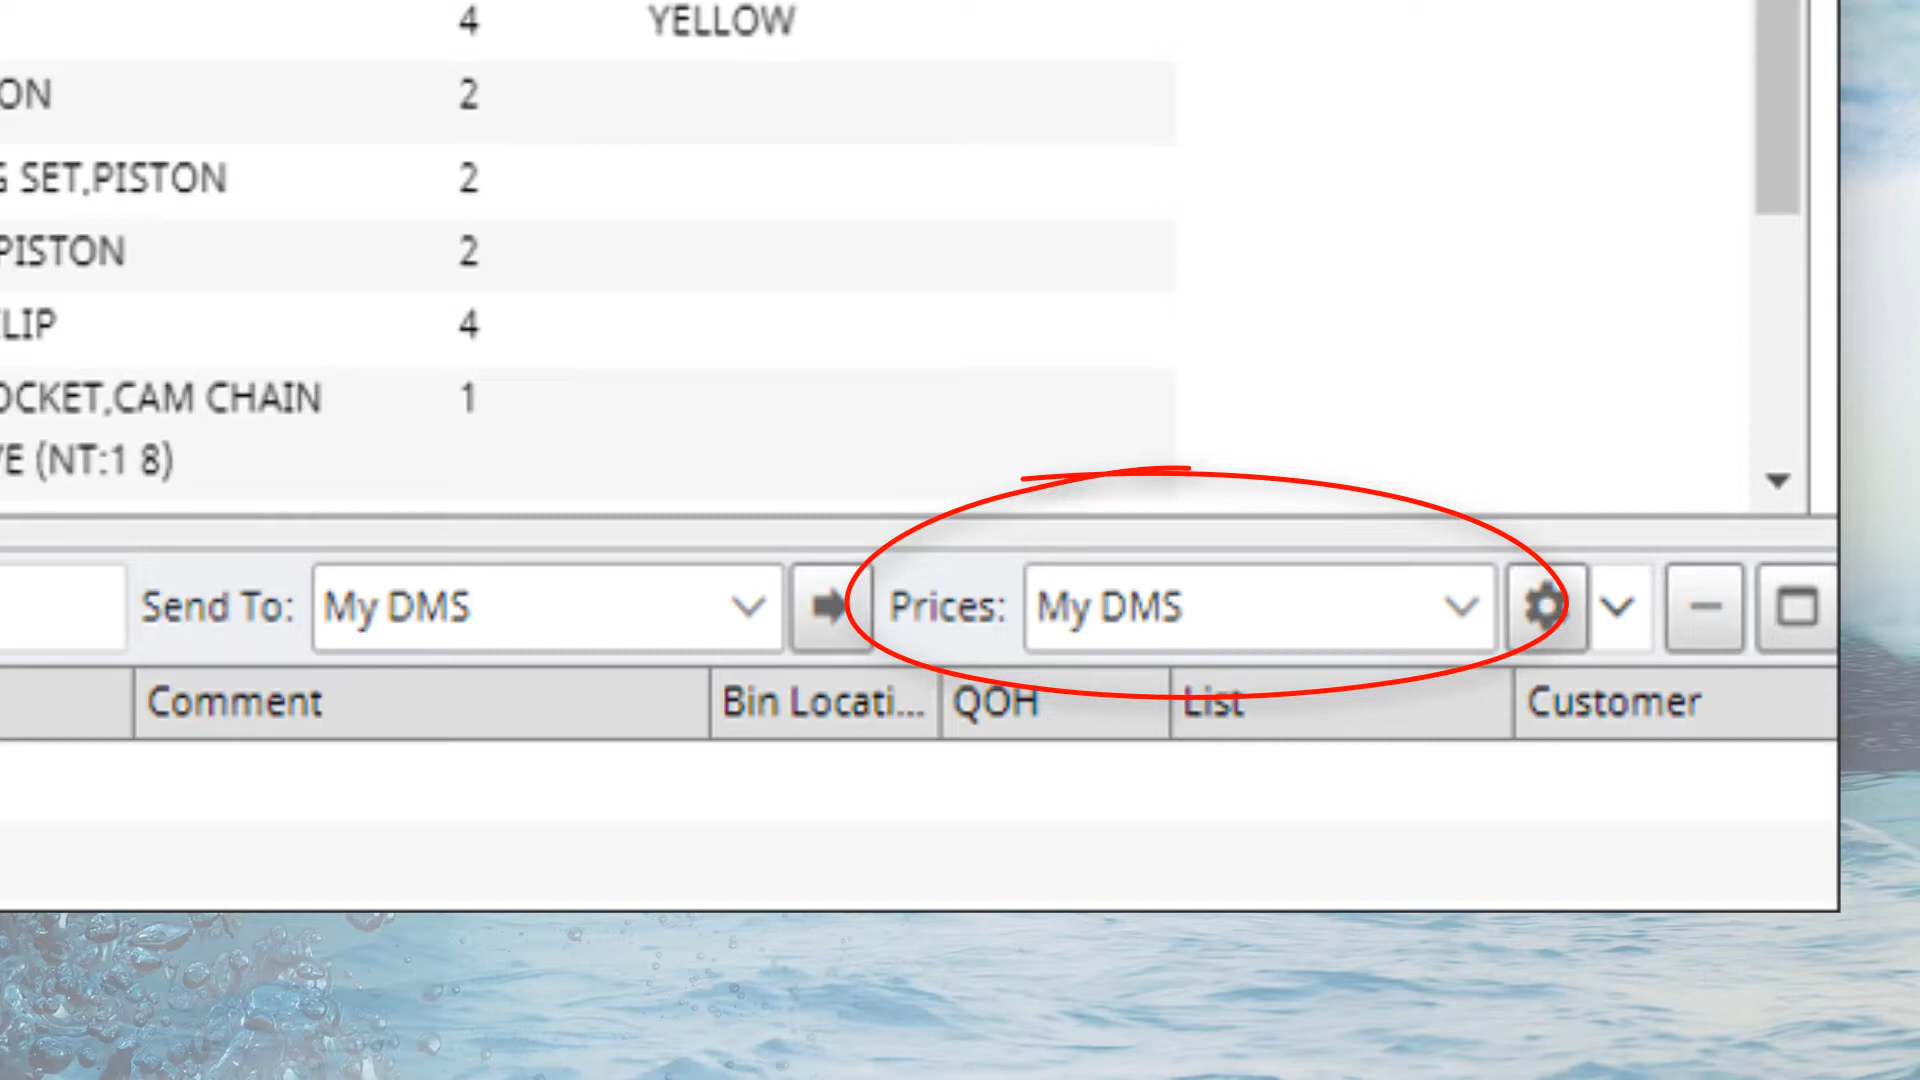 4 YELLOW
ON 2
G SET,PISTON 2
PISTON 2
LIP 4
OCKET,CAM CHAIN 1
VE (NT:1 8)
Send To: My DMS Prices: My DMS
Comment Bin Locati... QOH List Customer